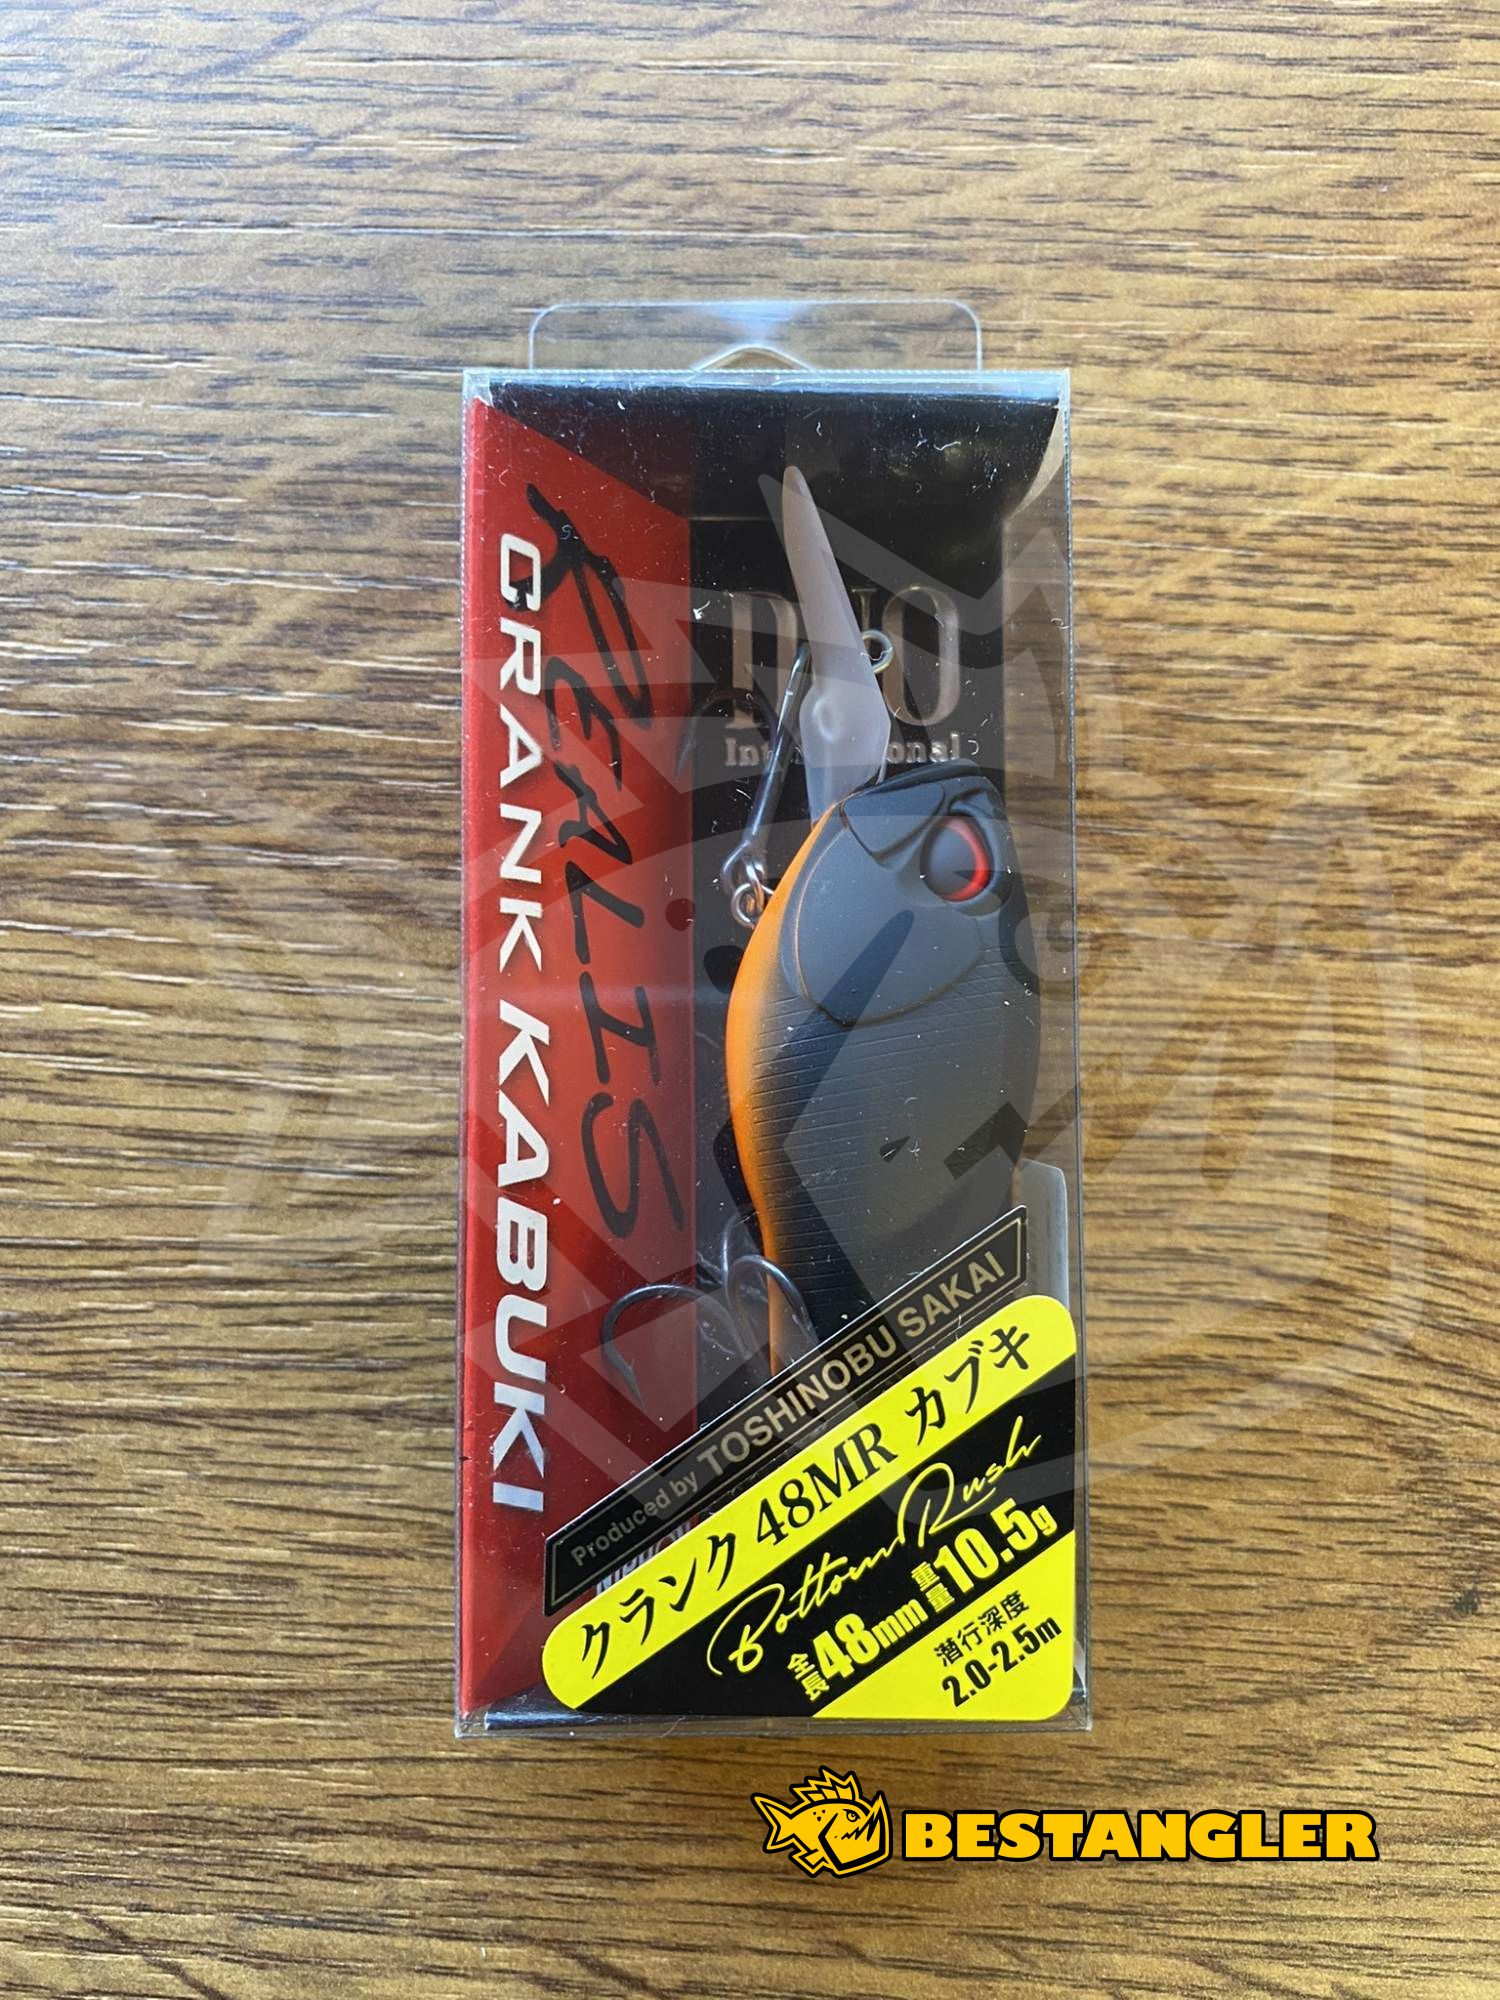 REALIS
CRANK KABUKI
DUO
International
Produced by TOSHINOBU SAKAI
クランク 48MR カブキ
Bottom Rush
全長48mm 重量10.5g
潜行深度
2.0-2.5m
BESTANGLER